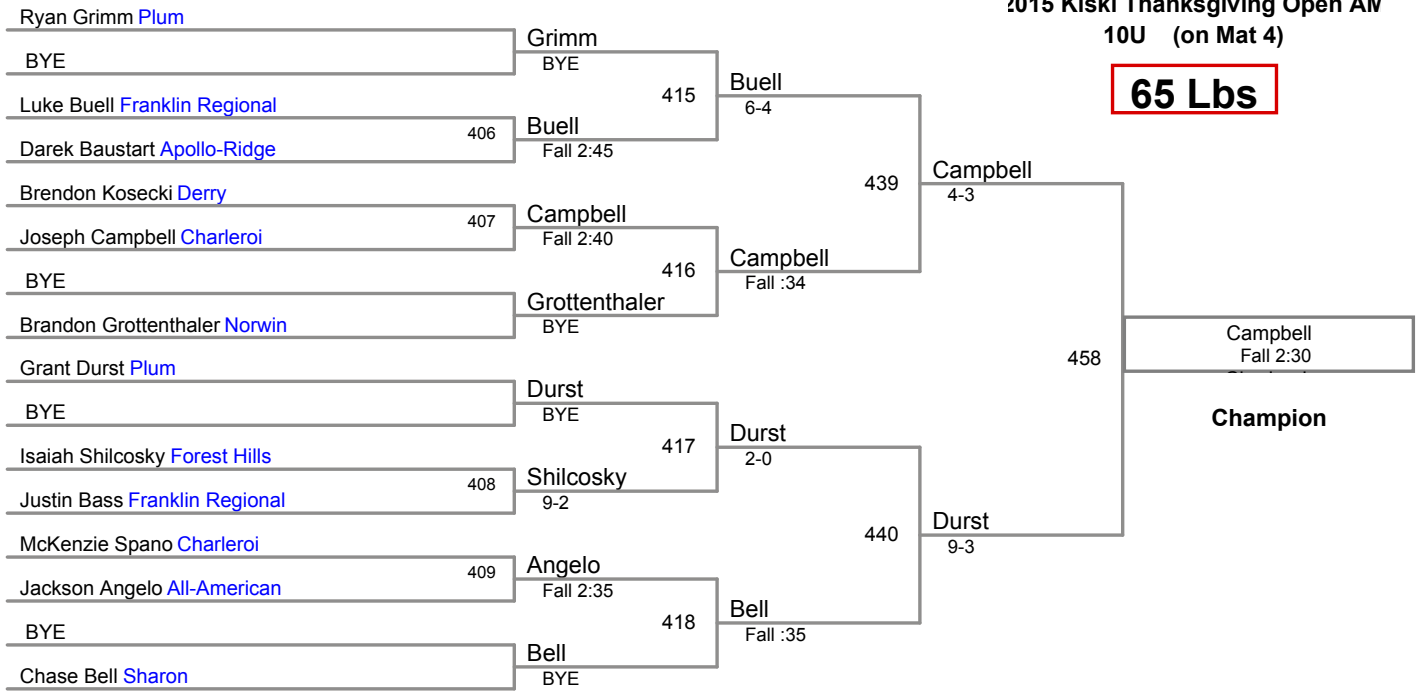 2015 Kiski Thanksgiving Open AM
10U (on Mat 4)
65 Lbs
Ryan Grimm Plum
BYE
Luke Buell Franklin Regional
Darek Baustart Apollo-Ridge
Brendon Kosecki Derry
Joseph Campbell Charleroi
BYE
Brandon Grottenthaler Norwin
Grant Durst Plum
BYE
Isaiah Shilcosky Forest Hills
Justin Bass Franklin Regional
McKenzie Spano Charleroi
Jackson Angelo All-American
BYE
Chase Bell Sharon
406
407
408
409
Grimm
BYE
Buell
Fall 2:45
Campbell
Fall 2:40
Grottenthaler
BYE
Durst
BYE
Shilcosky
9-2
Angelo
Fall 2:35
Bell
BYE
415
416
417
418
Buell
6-4
Campbell
Fall :34
Durst
2-0
Bell
Fall :35
439
440
Campbell
4-3
Durst
9-3
458
Campbell
Fall 2:30
Champion